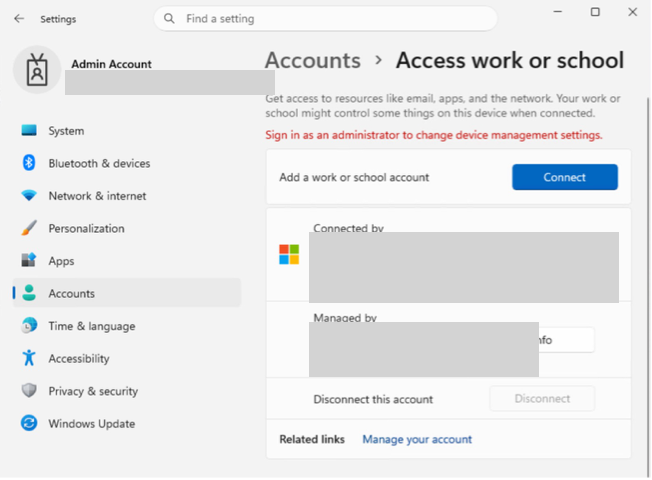 Settings
Find a setting
Admin Account
Accounts > Access work or school
Get access to resources like email, apps, and the network. Your work or
school might control some things on this device when connected.
Sign in as an administrator to change device management settings.
System
Bluetooth & devices
Network & internet
Personalization
Apps
Accounts
Time & language
Accessibility
Privacy & security
Windows Update
Add a work or school account
Connect
Connected by
Managed by
Disconnect this account
Disconnect
Related links
Manage your account